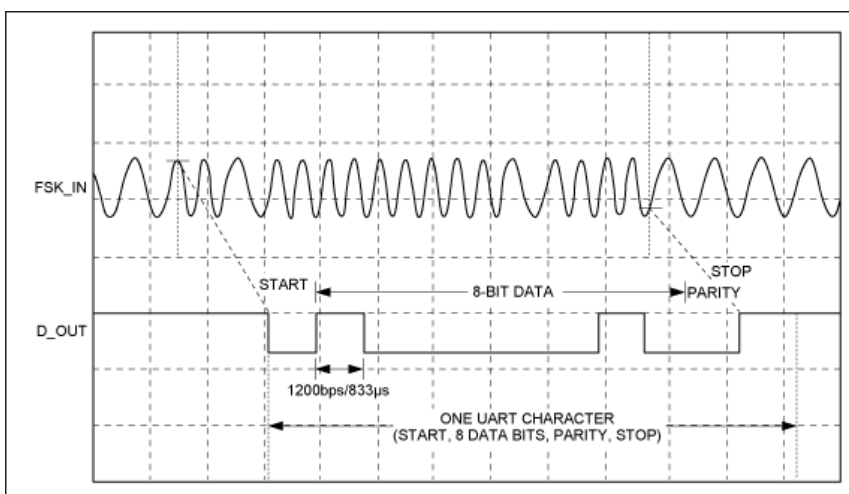 FSK_IN
START
STOP
8-BIT DATA
PARITY
D_OUT
1200bps/833µs
ONE UART CHARACTER
(START, 8 DATA BITS, PARITY, STOP)